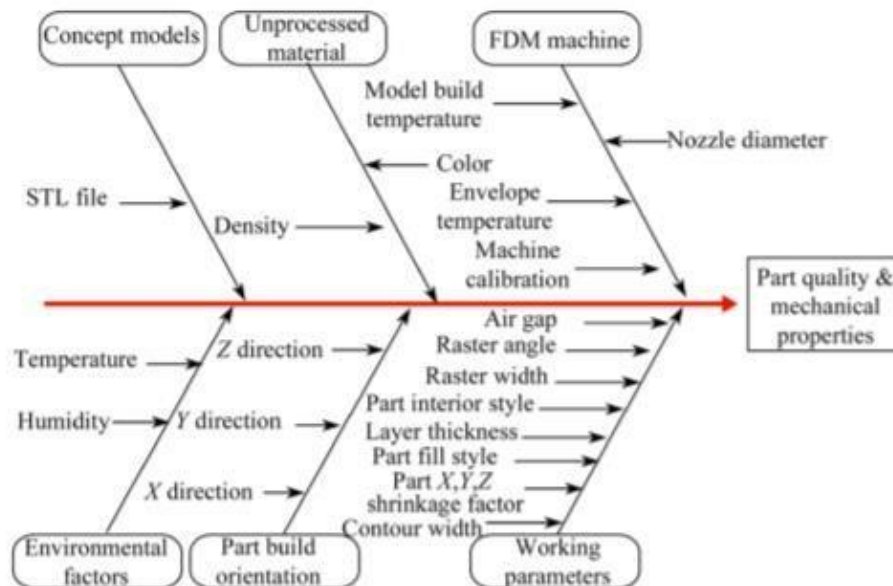 Concept models
Unprocessed
material
FDM machine
Model build
temperature
Nozzle diameter
Color
STL file
Envelope
temperature
Density
Machine
calibration
Part quality &
mechanical
properties
Air gap
Temperature
Z direction
Raster angle
Raster width
Humidity
Y direction
Part interior style
Layer thickness
Part fill style
X direction
Part X,Y,Z
shrinkage factor
Contour width
Environmental
factors
Part build
orientation
Working
parameters